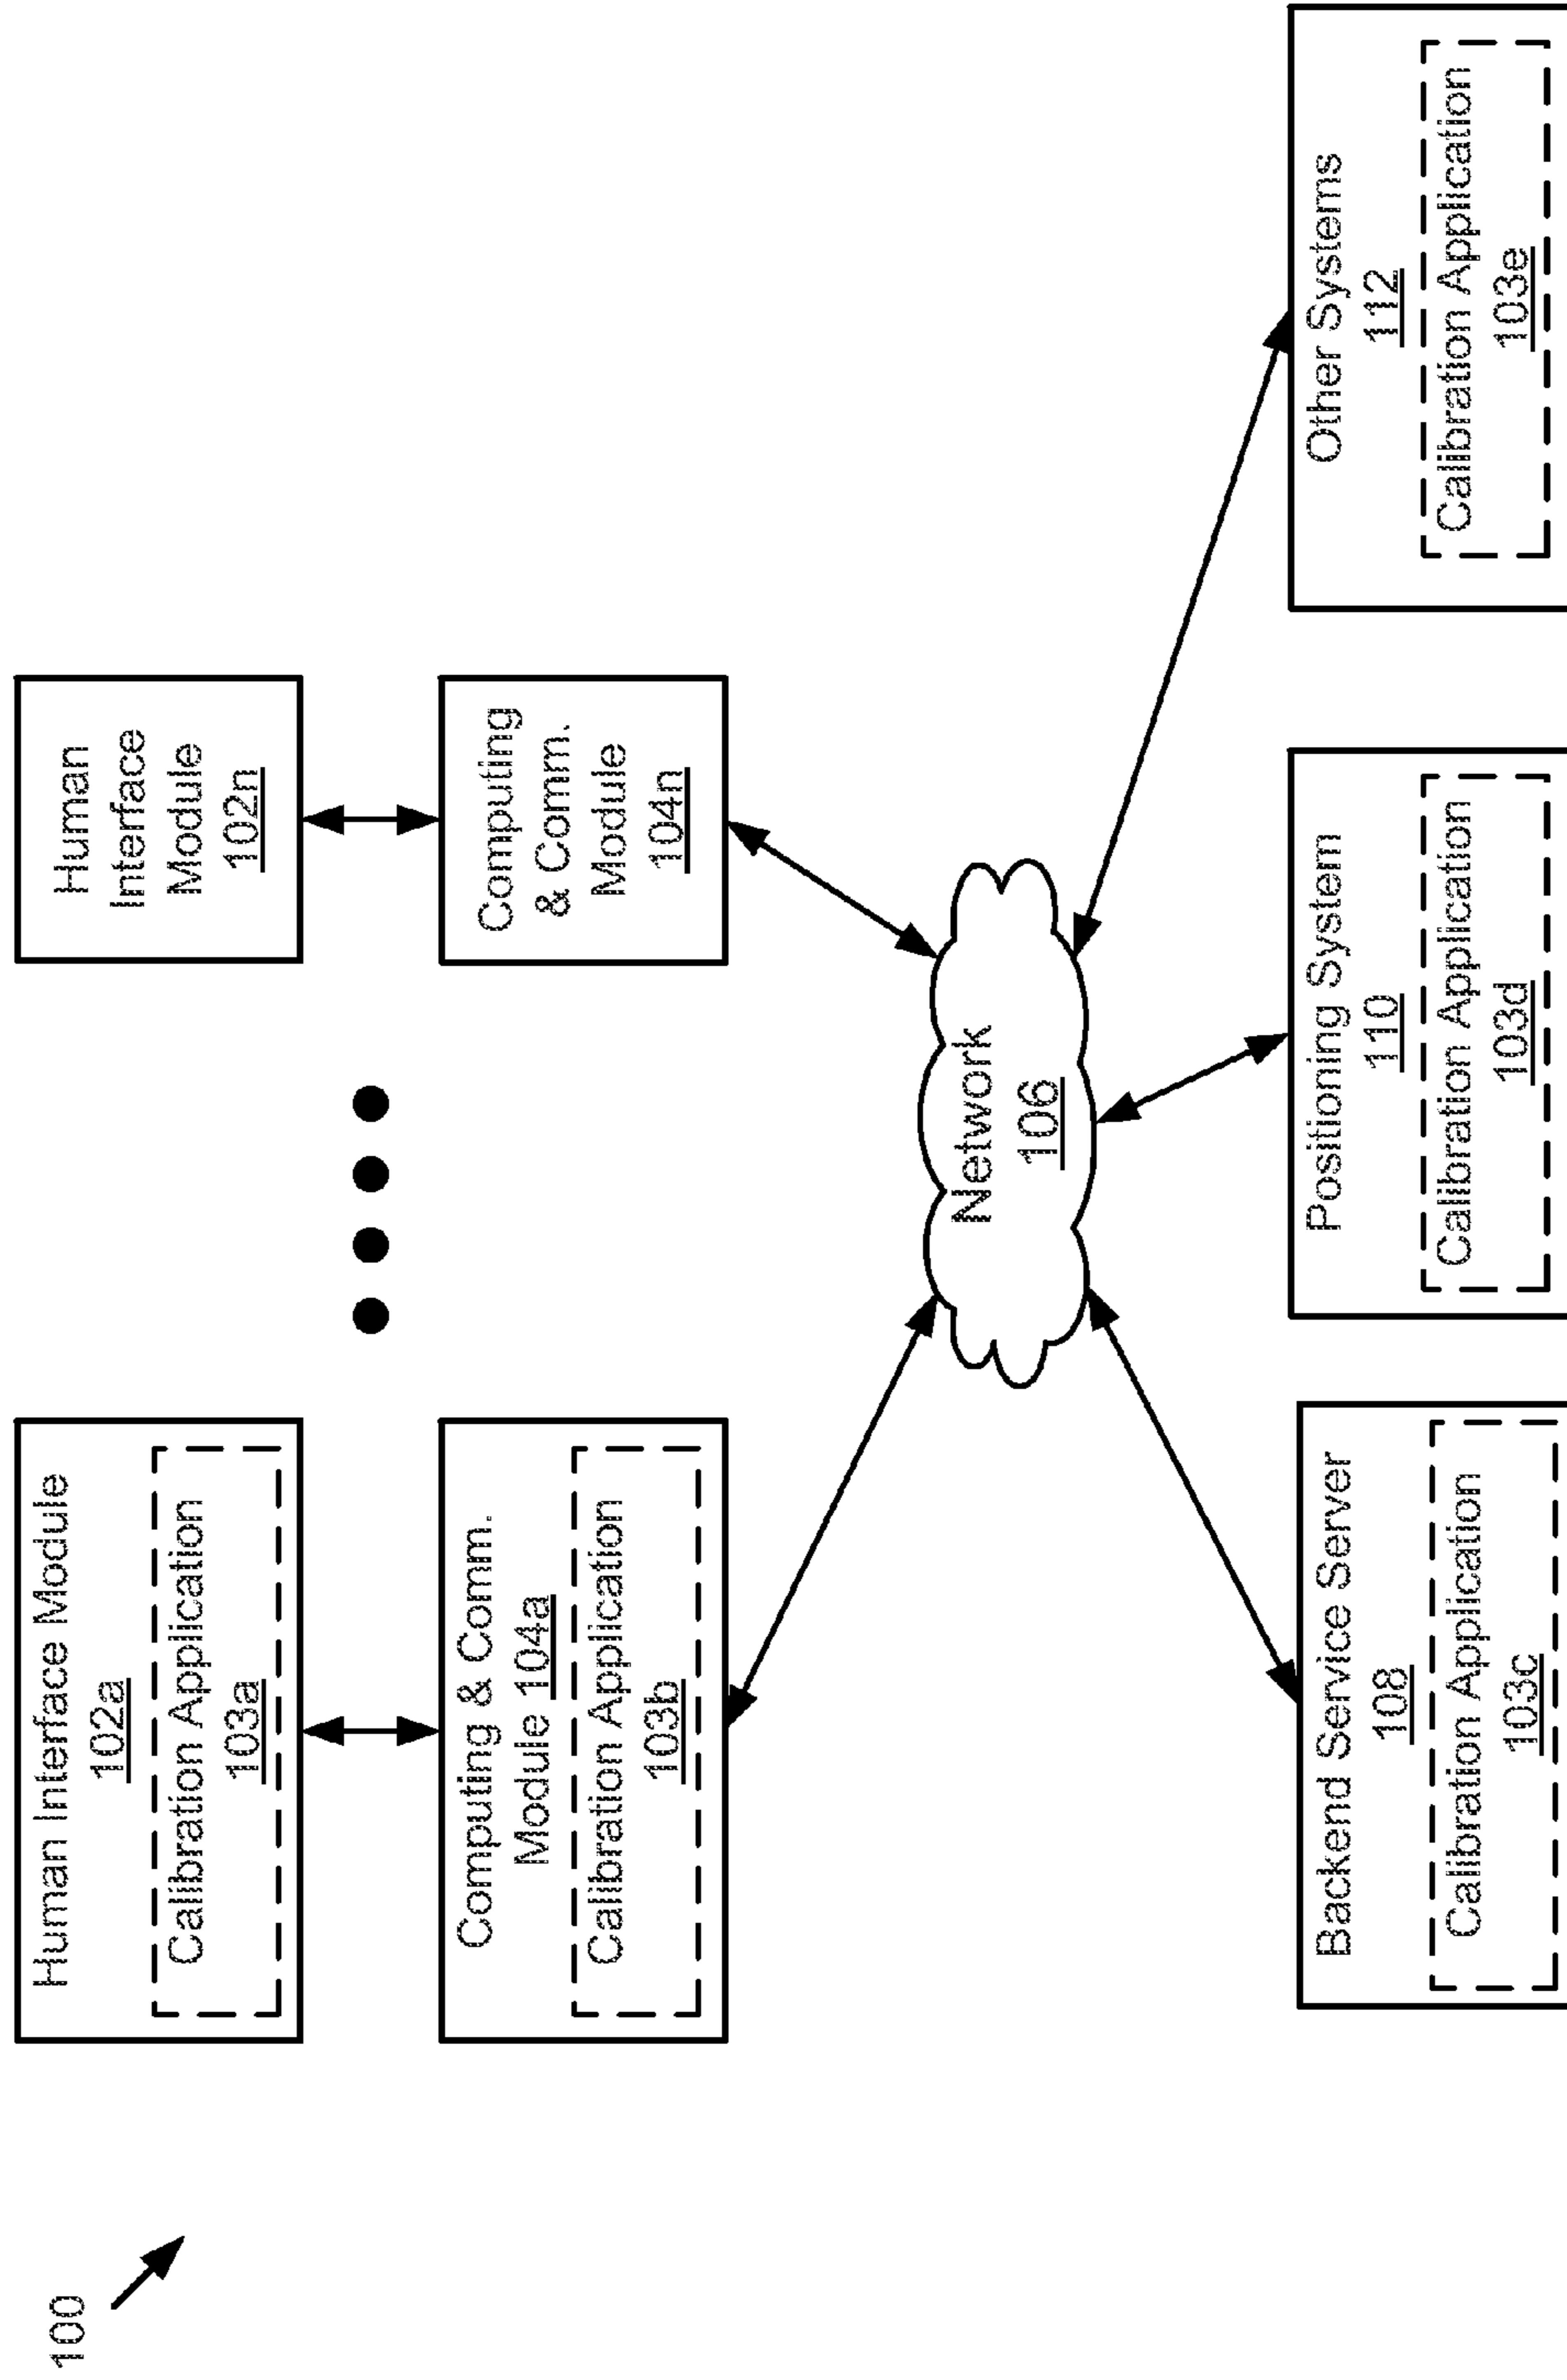 100
Human Interface Module
102a
Calibration Application
103a
Human
Interface
Module
102n
Computing & Comm.
Module 104a
Calibration Application
103b
Computing
& Comm.
Module
104n
Network
106
Backend Service Server
108
Calibration Application
103c
Positioning System
110
Calibration Application
103d
Other Systems
112
Calibration Application
103e